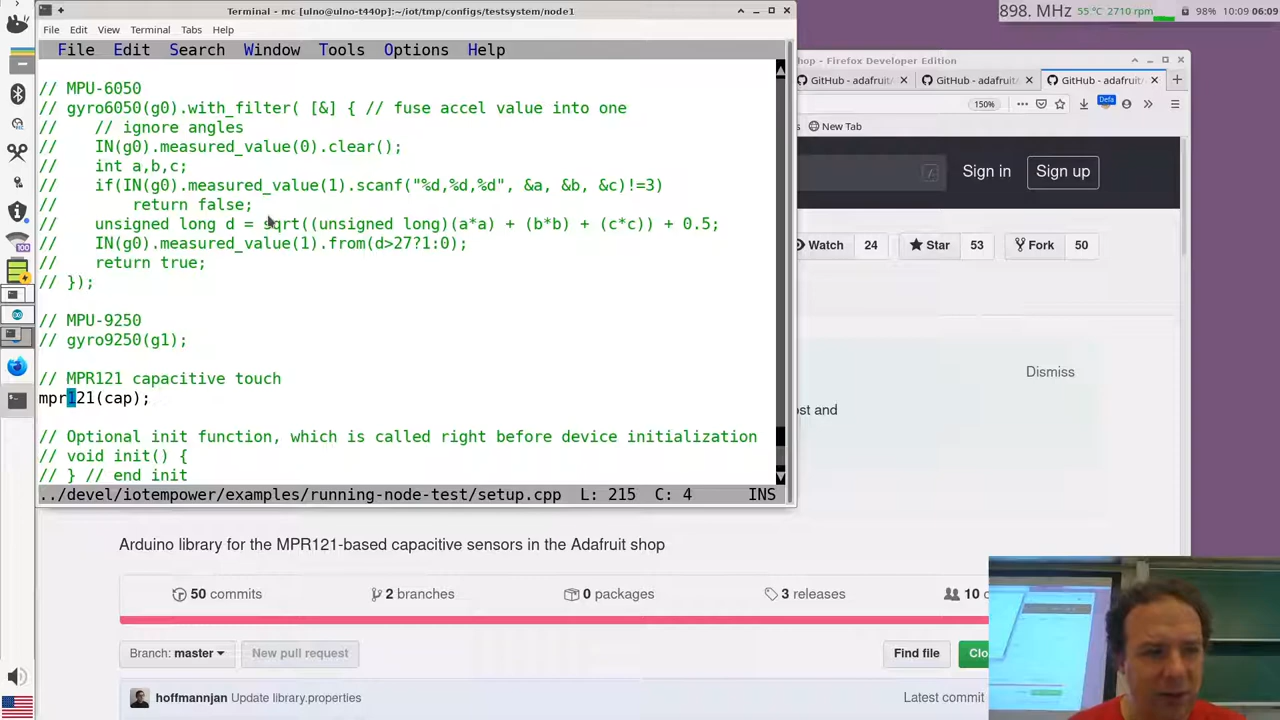 Terminal - mc [ulno@ulno-t440p]:~/iot/tmp/configs/testsystem/node1
File Edit View Terminal Tabs Help
File Edit Search Window Tools Options Help
// MPU-6050
// gyro6050(g0).with_filter( [&] { // fuse accel value into one
//    // ignore angles
//    IN(g0).measured_value(0).clear();
//    int a,b,c;
//    if(IN(g0).measured_value(1).scanf("%d,%d,%d", &a, &b, &c)!=3)
//        return false;
//    unsigned long d = sqrt((unsigned long)(a*a) + (b*b) + (c*c)) + 0.5;
//    IN(g0).measured_value(1).from(d>27?1:0);
//    return true;
// });
// MPU-9250
// gyro9250(g1);
// MPR121 capacitive touch
mpr121(cap);
// Optional init function, which is called right before device initialization
// void init() {
// } // end init
../devel/iotempower/examples/running-node-test/setup.cpp L: 215 C: 4 INS
898. MHz 55 °C 2710 rpm 98% 10:09 06:09
hop - Firefox Developer Edition
GitHub - adafruit/ GitHub - adafruit/ GitHub - adafruit/
150%
Defa
New Tab
Sign in Sign up
Watch 24 Star 53 Fork 50
Dismiss
ost and
Arduino library for the MPR121-based capacitive sensors in the Adafruit shop
50 commits 2 branches 0 packages 3 releases 10
Branch: master New pull request Find file Clo
hoffmannjan Update library.properties Latest commit
100